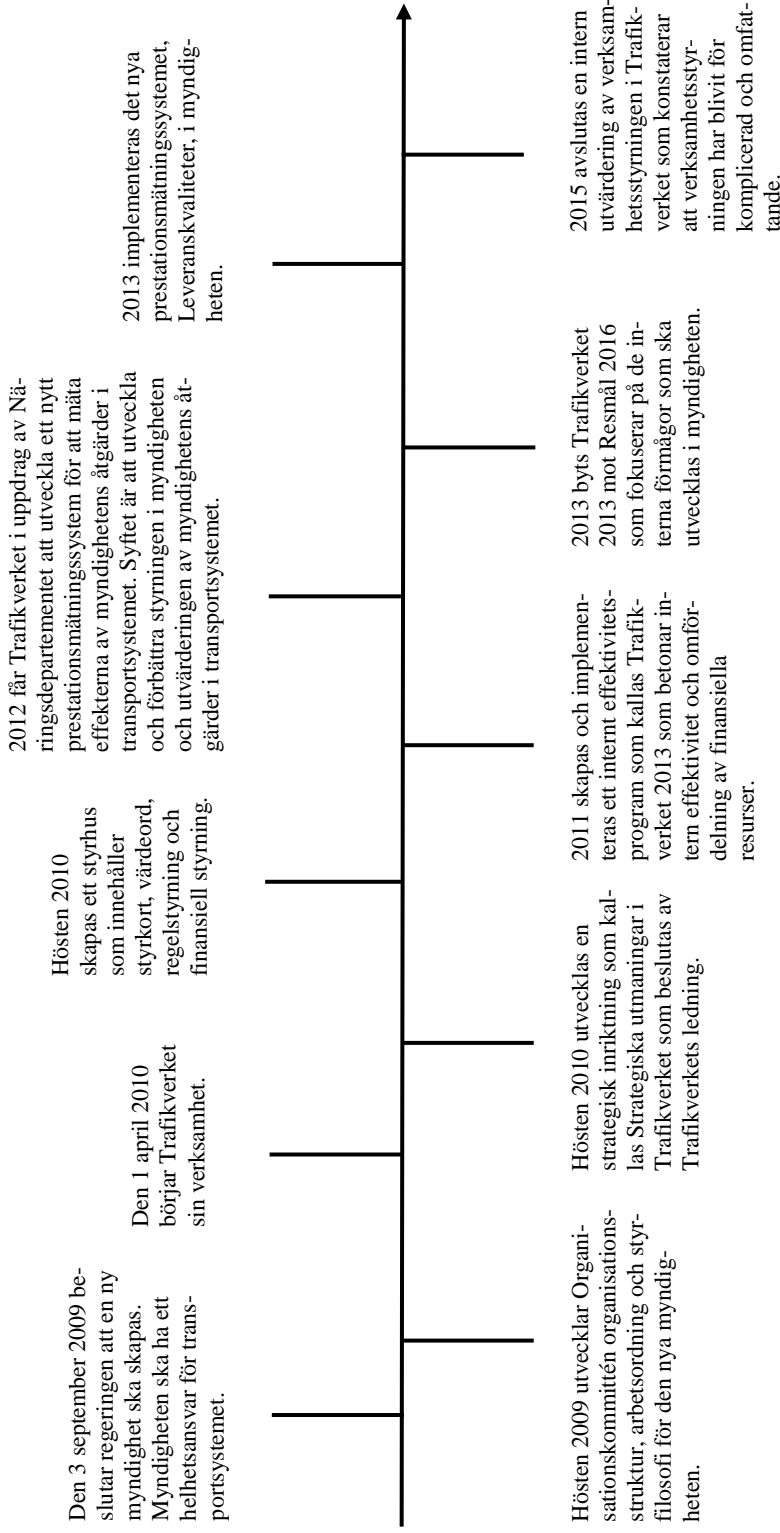 Den 3 september 2009 be-
slutar regeringen att en ny
myndighet ska skapas.
Myndigheten ska ha ett
helhetsansvar för trans-
portsystemet.
Den 1 april 2010
börjar Trafikverket
sin verksamhet.
Hösten 2010
skapas ett styrhus
som innehåller
styrkort, värdeord,
regelstyrning och
finansiell styrning.
2012 får Trafikverket i uppdrag av Nä-
ringsdepartementet att utveckla ett nytt
prestationsmätningssystem för att mäta
effekterna av myndighetens åtgärder i
transportsystemet. Syftet är att utveckla
och förbättra styrningen i myndigheten
och utvärderingen av myndighetens åt-
gärder i transportsystemet.
2013 implementeras det nya
prestationsmätningssystemet,
Leveranskvaliteter, i myndig-
heten.
Hösten 2009 utvecklar Organi-
sationskommittén organisations-
struktur, arbetsordning och styr-
filosofi för den nya myndig-
heten.
Hösten 2010 utvecklas en
strategisk inriktning som kal-
las Strategiska utmaningar i
Trafikverket som beslutas av
Trafikverkets ledning.
2011 skapas och implemen-
teras ett internt effektivitets-
program som kallas Trafik-
verket 2013 som betonar in-
tern effektivitet och omför-
delning av finansiella
resurser.
2013 byts Trafikverket
2013 mot Resmål 2016
som fokuserar på de in-
terna förmågor som ska
utvecklas i myndigheten.
2015 avslutas en intern
utvärdering av verksam-
hetsstyrningen i Trafik-
verket som konstaterar
att verksamhetsstyr-
ningen har blivit för
komplicerad och omfat-
tande.